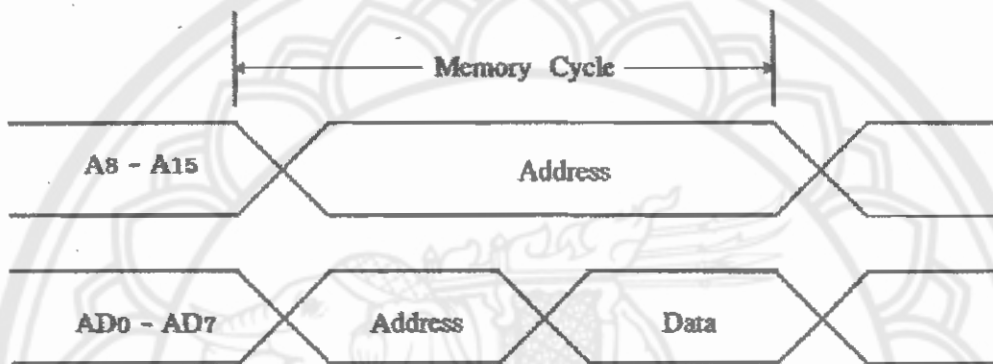 Memory Cycle
A8 - A15
Address
AD0 - AD7
Address
Data